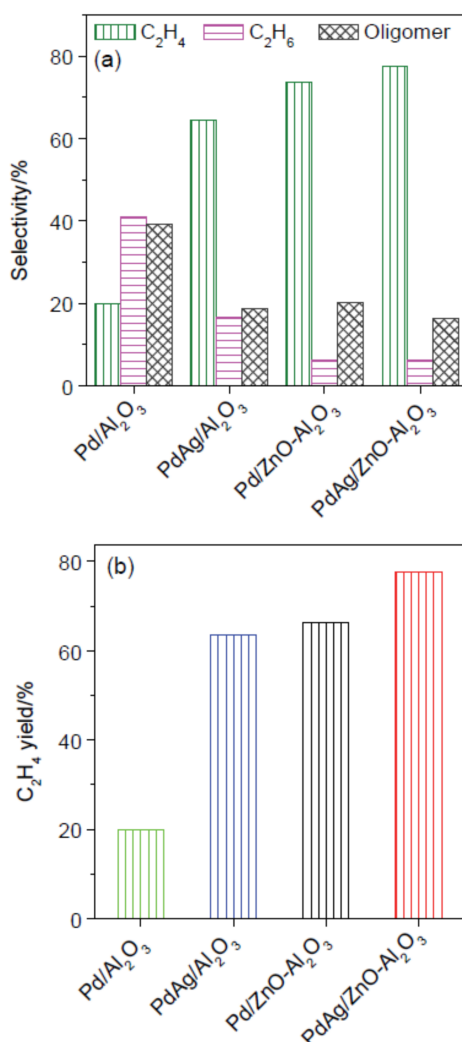 C₂H₄ C₂H₆ Oligomer
(a)
80
60
40
20
0
Selectivity/%
Pd/Al₂O₃
PdAg/Al₂O₃
Pd/ZnO-Al₂O₃
PdAg/ZnO-Al₂O₃
(b)
80
60
40
20
0
C₂H₄ yield/%
Pd/Al₂O₃
PdAg/Al₂O₃
Pd/ZnO-Al₂O₃
PdAg/ZnO-Al₂O₃